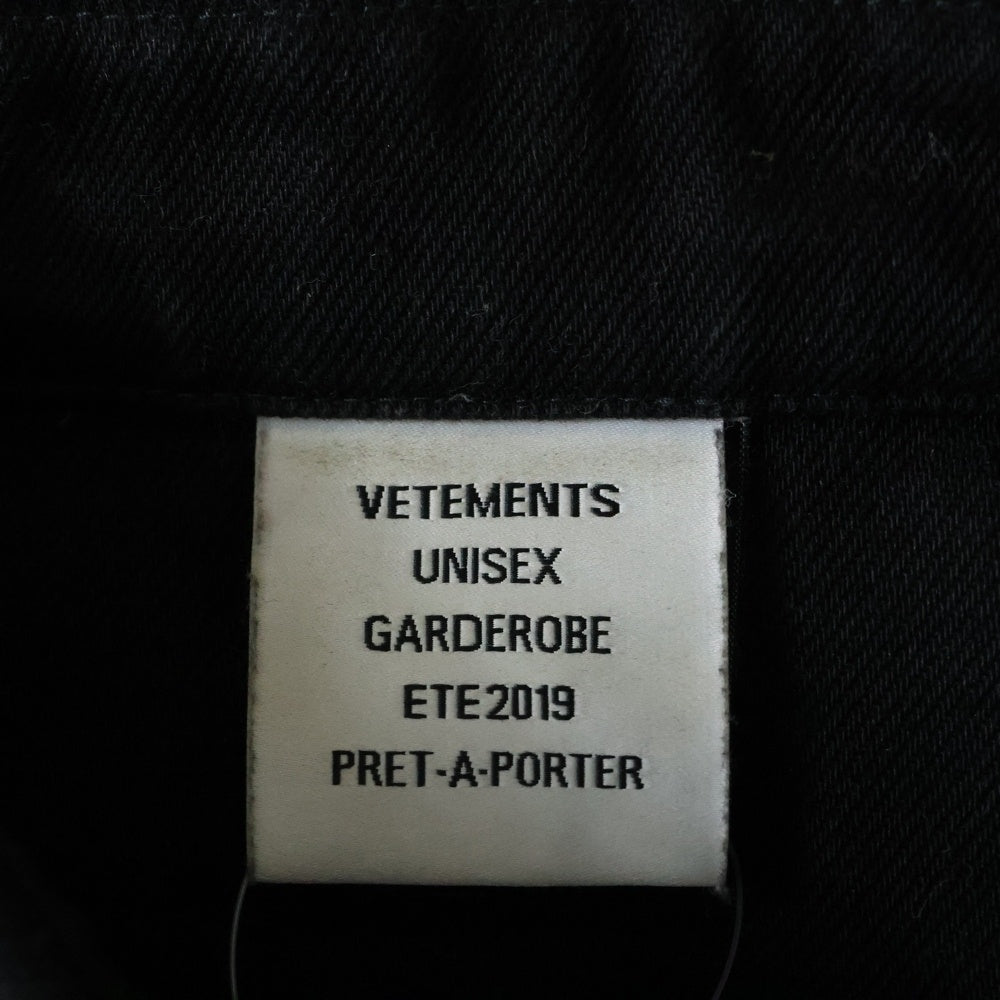 VETEMENTS
UNISEX
GARDEROBE
ETE2019
PRET-A-PORTER